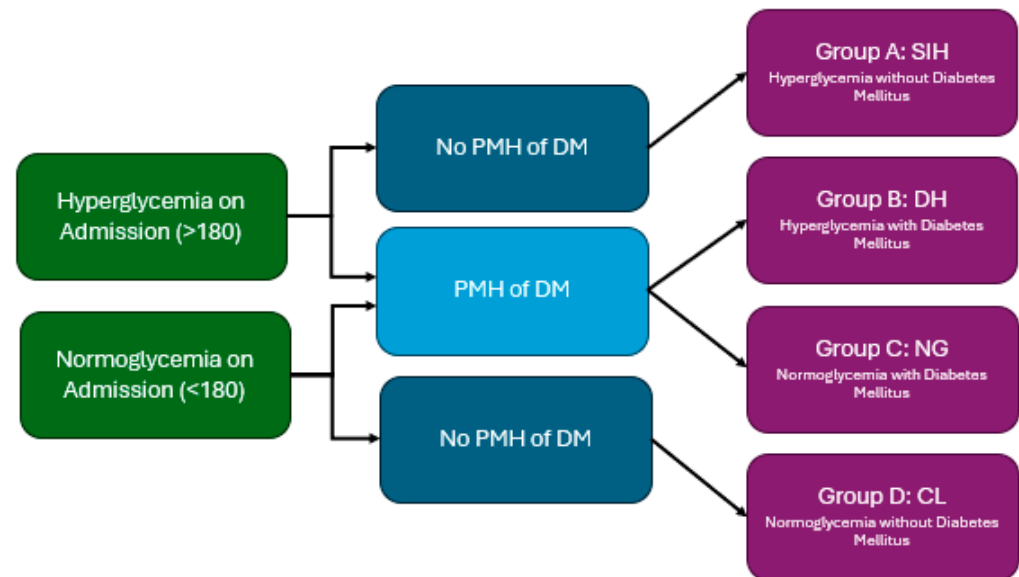 Hyperglycemia on
Admission (>180)
Normoglycemia on
Admission (<180)
No PMH of DM
PMH of DM
No PMH of DM
Group A: SIH
Hyperglycemia without Diabetes
Mellitus
Group B: DH
Hyperglycemia with Diabetes
Mellitus
Group C: NG
Normoglycemia with Diabetes
Mellitus
Group D: CL
Normoglycemia without Diabetes
Mellitus